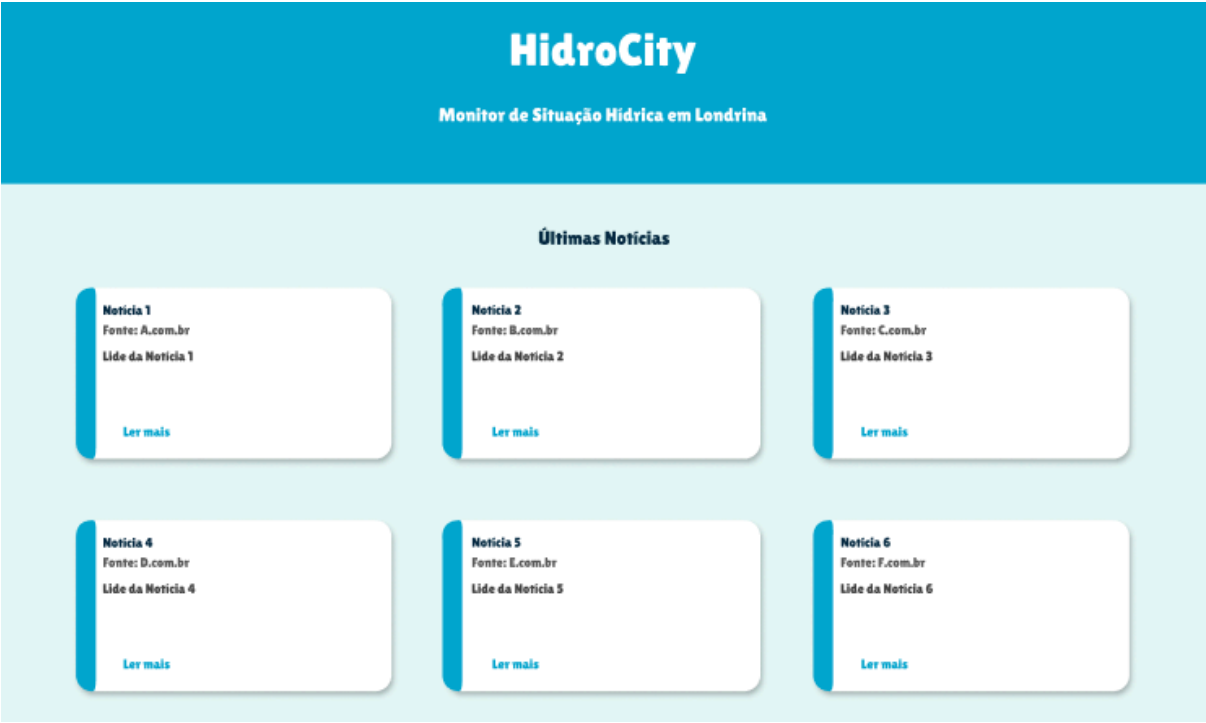 HidroCity
Monitor de Situação Hídrica em Londrina
Últimas Notícias
Notícia 1
Fonte: A.com.br
Lide da Notícia 1
Ler mais
Notícia 2
Fonte: B.com.br
Lide da Notícia 2
Ler mais
Notícia 3
Fonte: C.com.br
Lide da Notícia 3
Ler mais
Notícia 4
Fonte: D.com.br
Lide da Notícia 4
Ler mais
Notícia 5
Fonte: E.com.br
Lide da Notícia 5
Ler mais
Notícia 6
Fonte: F.com.br
Lide da Notícia 6
Ler mais